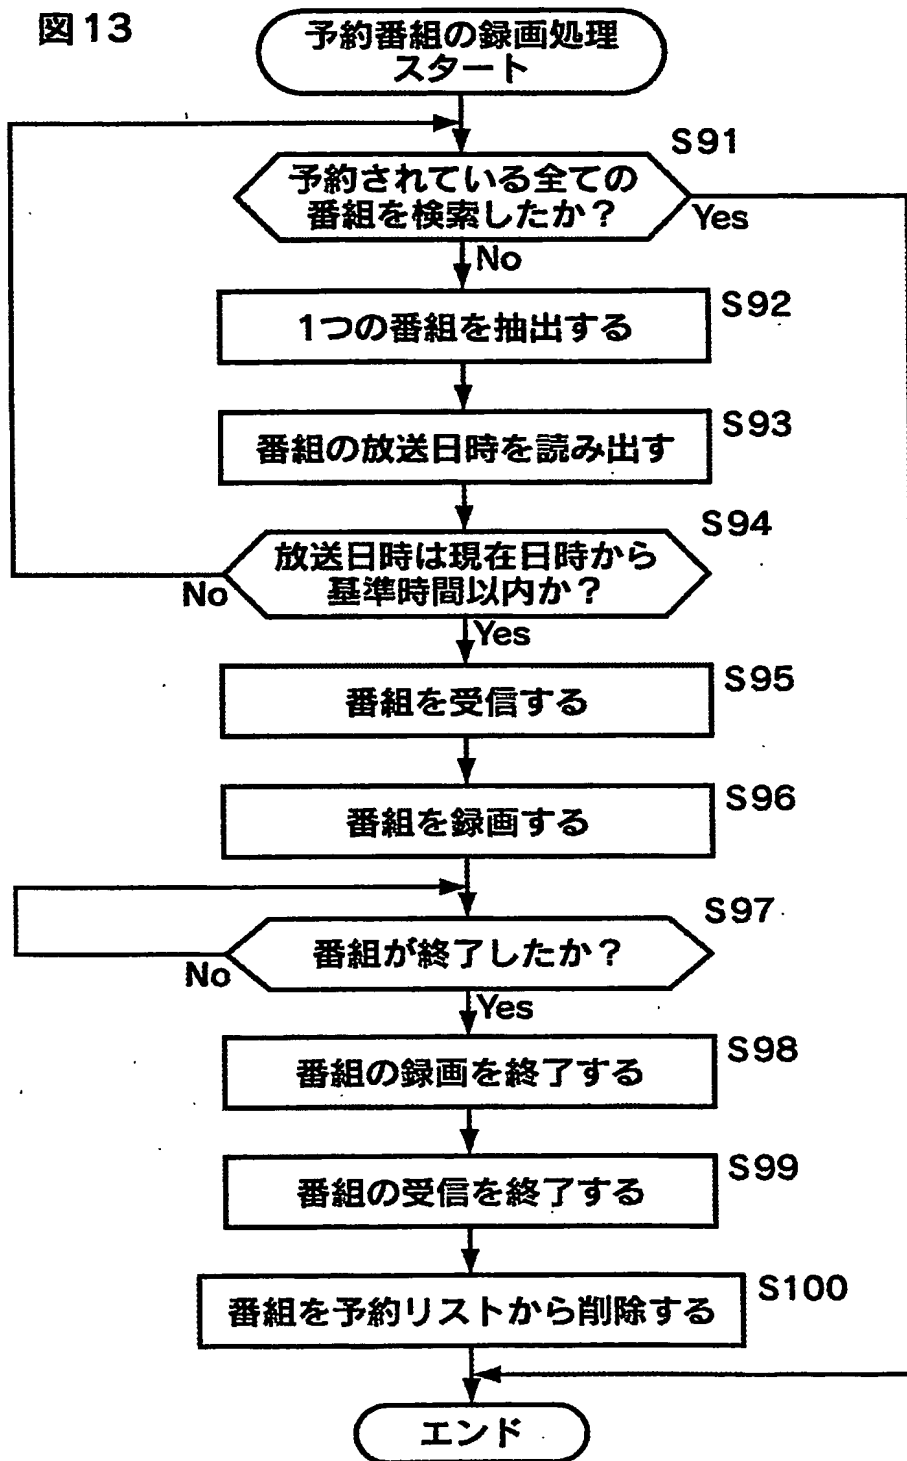 図13
予約番組の録画処理
スタート
S91
予約されている全ての
番組を検索したか？
Yes
No
S92
1つの番組を抽出する
S93
番組の放送日時を読み出す
S94
放送日時は現在日時から
基準時間以内か？
No
Yes
S95
番組を受信する
S96
番組を録画する
S97
番組が終了したか？
No
Yes
S98
番組の録画を終了する
S99
番組の受信を終了する
S100
番組を予約リストから削除する
エンド